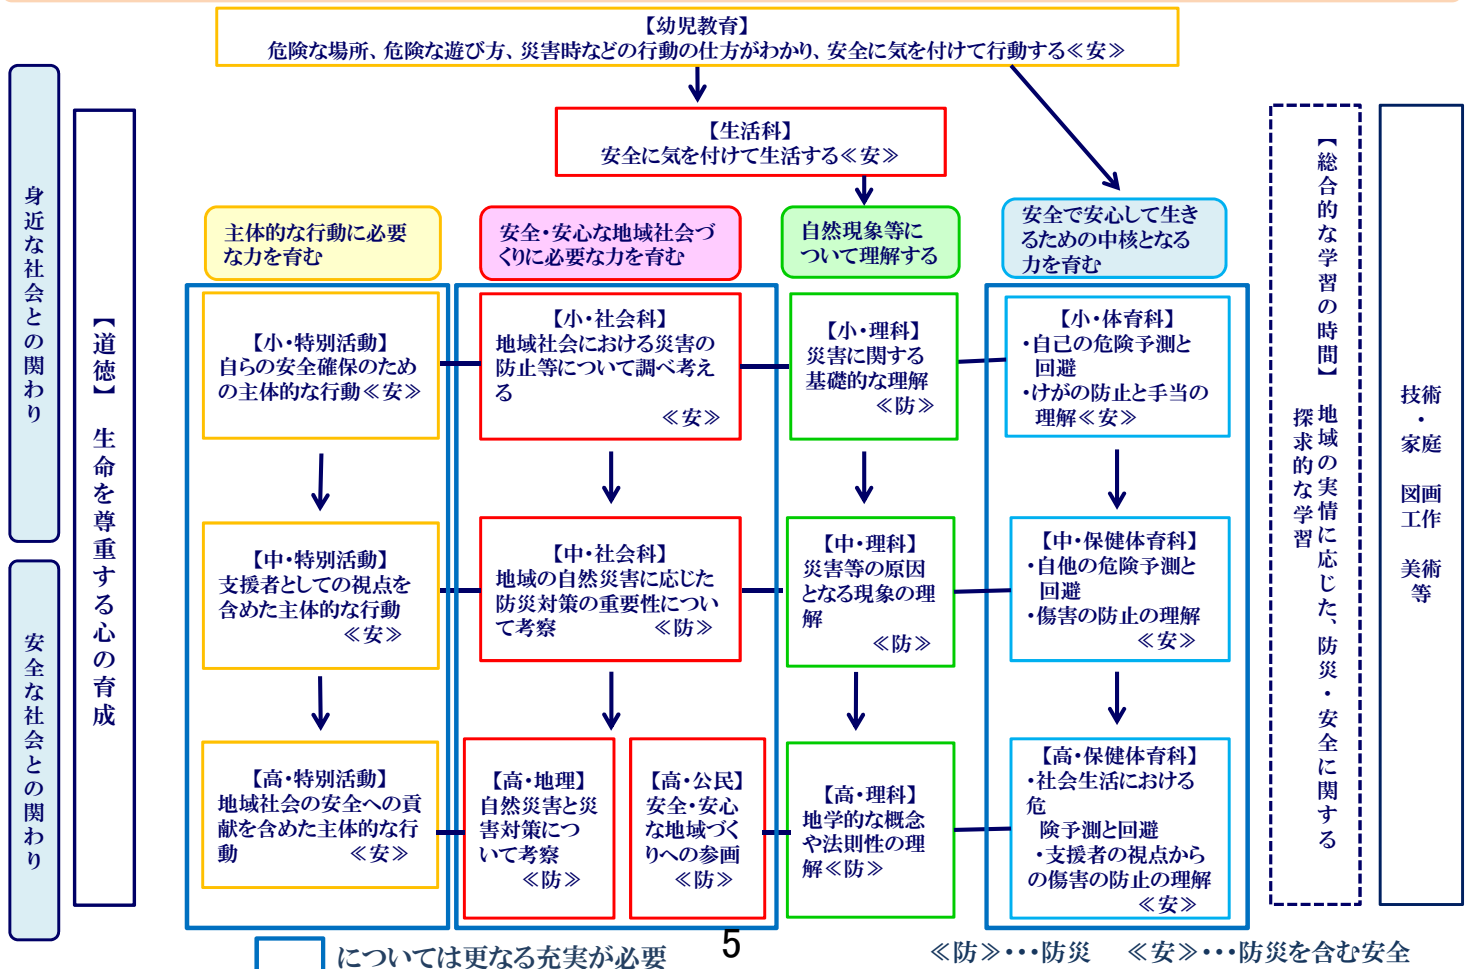 【幼児教育】
危険な場所、危険な遊び方、災害時などの行動の仕方がわかり、安全に気を付けて行動する≪安≫
【生活科】
安全に気を付けて生活する≪安≫
身近な社会との関わり
安全な社会との関わり
【道徳】　生命を尊重する心の育成
主体的な行動に必要
な力を育む
安全・安心な地域社会づ
くりに必要な力を育む
自然現象等に
ついて理解する
安全で安心して生き
るための中核となる
力を育む
【小・特別活動】
自らの安全確保のため
の主体的な行動≪安≫
【小・社会科】
地域社会における災害の
防止等について調べ考え
る
≪安≫
【小・理科】
災害に関する
基礎的な理解
≪防≫
【小・体育科】
・自己の危険予測と
回避
・けがの防止と手当の
理解≪安≫
【中・特別活動】
支援者としての視点を
含めた主体的な行動
≪安≫
【中・社会科】
地域の自然災害に応じた
防災対策の重要性につい
て考察　≪防≫
【中・理科】
災害等の原因
となる現象の理
解
≪防≫
【中・保健体育科】
・自他の危険予測と
回避
・傷害の防止の理解
≪安≫
【高・特別活動】
地域社会の安全への貢
献を含めた主体的な行
動　≪安≫
【高・地理】
自然災害と災
害対策につ
いて考察
≪防≫
【高・公民】
安全・安心
な地域づく
りへの参画
≪防≫
【高・理科】
地学的な概念
や法則性の理
解≪防≫
【高・保健体育科】
・社会生活における
危
険予測と回避
・支援者の視点から
の傷害の防止の理解
≪安≫
【総合的な学習の時間】　地域の実情に応じた、防災・安全に関する
探求的な学習
技術
・
家庭
図画
工作
美術
等
については更なる充実が必要
5
≪防≫・・・防災　≪安≫・・・防災を含む安全